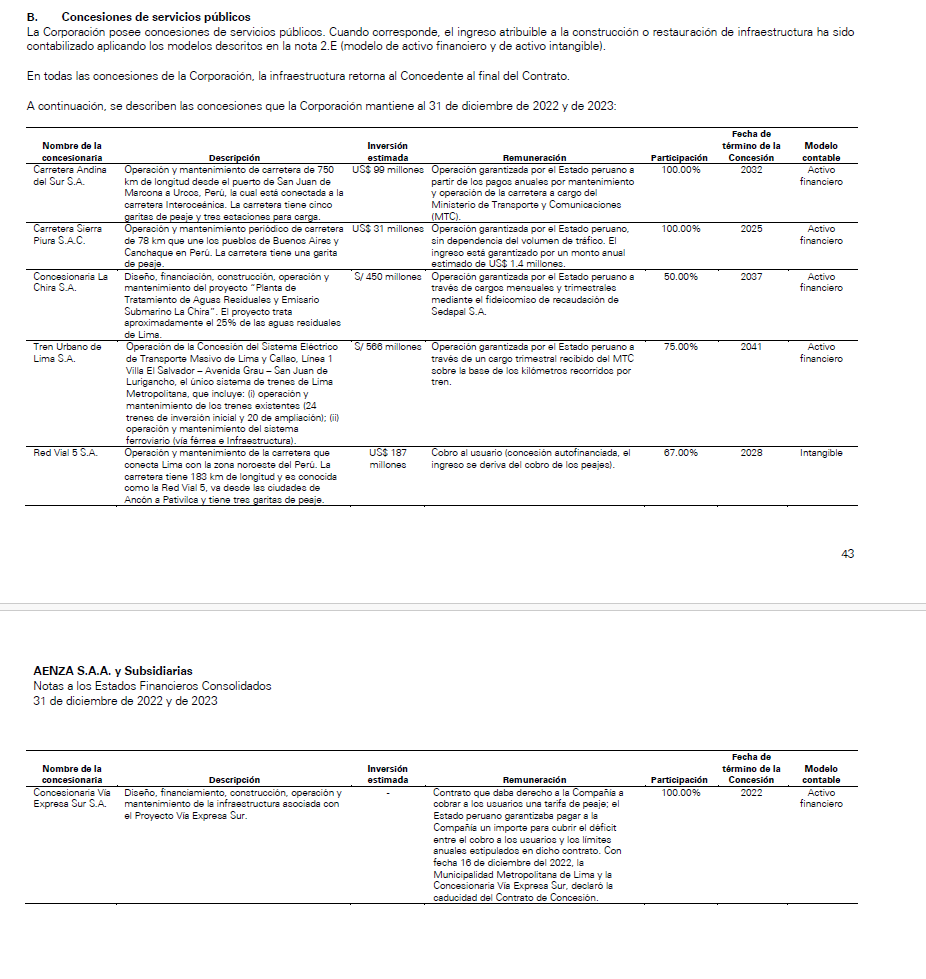 B. Concesiones de servicios públicos
La Corporación posee concesiones de servicios públicos. Cuando corresponde, el ingreso atribuible a la construcción o restauración de infraestructura ha sido
contabilizado aplicando los modelos descritos en la nota 2.E (modelo de activo financiero y de activo intangible).
En todas las concesiones de la Corporación, la infraestructura retorna al Concedente al final del Contrato.
A continuación, se describen las concesiones que la Corporación mantiene al 31 de diciembre de 2022 y de 2023:
Nombre de la
concesionaria
Descripción
Inversión
estimada
Remuneración
Participación
Fecha de
término de la
Concesión
Modelo
contable
Carretera Andina
del Sur S.A.
Operación y mantenimiento de carretera de 750
km de longitud desde el puerto de San Juan de
Marcona a Urcos, Perú, la cual está conectada a la
carretera Interoceánica. La carretera tiene cinco
garitas de peaje y tres estaciones para carga.
US$ 99 millones
Operación garantizada por el Estado peruano a
partir de los pagos anuales por mantenimiento
y operación de la carretera a cargo del
Ministerio de Transporte y Comunicaciones
(MTC).
100.00%
2032
Activo
financiero
Carretera Sierra
Piura S.A.C.
Operación y mantenimiento periódico de carretera
de 78 km que une los pueblos de Buenos Aires y
Canchaque en Perú. La carretera tiene una garita
de peaje.
US$ 31 millones
Operación garantizada por el Estado peruano,
sin dependencia del volumen de tráfico. El
ingreso está garantizado por un monto anual
estimado de US$ 1.4 millones.
100.00%
2025
Activo
financiero
Concesionaria La
Chira S.A.
Diseño, financiación, construcción, operación y
mantenimiento del proyecto "Planta de
Tratamiento de Aguas Residuales y Emisario
Submarino La Chira". El proyecto trata
aproximadamente el 25% de las aguas residuales
de Lima.
S/ 450 millones
Operación garantizada por el Estado peruano a
través de cargos mensuales y trimestrales
mediante el fideicomiso de recaudación de
Sedapal S.A.
50.00%
2037
Activo
financiero
Tren Urbano de
Lima S.A.
Operación de la Concesión del Sistema Eléctrico
de Transporte Masivo de Lima y Callao, Línea 1
Villa El Salvador – Avenida Grau – San Juan de
Lurigancho, el único sistema de trenes de Lima
Metropolitana, que incluye: (i) operación y
mantenimiento de los trenes existentes (24
trenes de inversión inicial y 20 de ampliación); (ii)
operación y mantenimiento del sistema
ferroviario (vía férrea e Infraestructura).
S/ 566 millones
Operación garantizada por el Estado peruano a
través de un cargo trimestral recibido del MTC
sobre la base de los kilómetros recorridos por
tren.
75.00%
2041
Activo
financiero
Red Vial 5 S.A.
Operación y mantenimiento de la carretera que
conecta Lima con la zona noroeste del Perú. La
carretera tiene 183 km de longitud y es conocida
como la Red Vial 5, va desde las ciudades de
Ancón a Pativilca y tiene tres garitas de peaje.
US$ 187
millones
Cobro al usuario (concesión autofinanciada, el
ingreso se deriva del cobro de los peajes).
67.00%
2028
Intangible
43
AENZA S.A.A. y Subsidiarias
Notas a los Estados Financieros Consolidados
31 de diciembre de 2022 y de 2023
Nombre de la
concesionaria
Descripción
Inversión
estimada
Remuneración
Participación
Fecha de
término de la
Concesión
Modelo
contable
Concesionaria Vía
Expresa Sur S.A.
Diseño, financiamiento, construcción, operación y
mantenimiento de la infraestructura asociada con
el Proyecto Vía Expresa Sur.
-
Contrato que daba derecho a la Compañía a
cobrar a los usuarios una tarifa de peaje; el
Estado peruano garantizaba pagar a la
Compañía un importe para cubrir el déficit
entre el cobro a los usuarios y los límites
anuales estipulados en dicho contrato. Con
fecha 16 de diciembre del 2022, la
Municipalidad Metropolitana de Lima y la
Concesionaria Vía Expresa Sur, declaró la
caducidad del Contrato de Concesión.
100.00%
2022
Activo
financiero